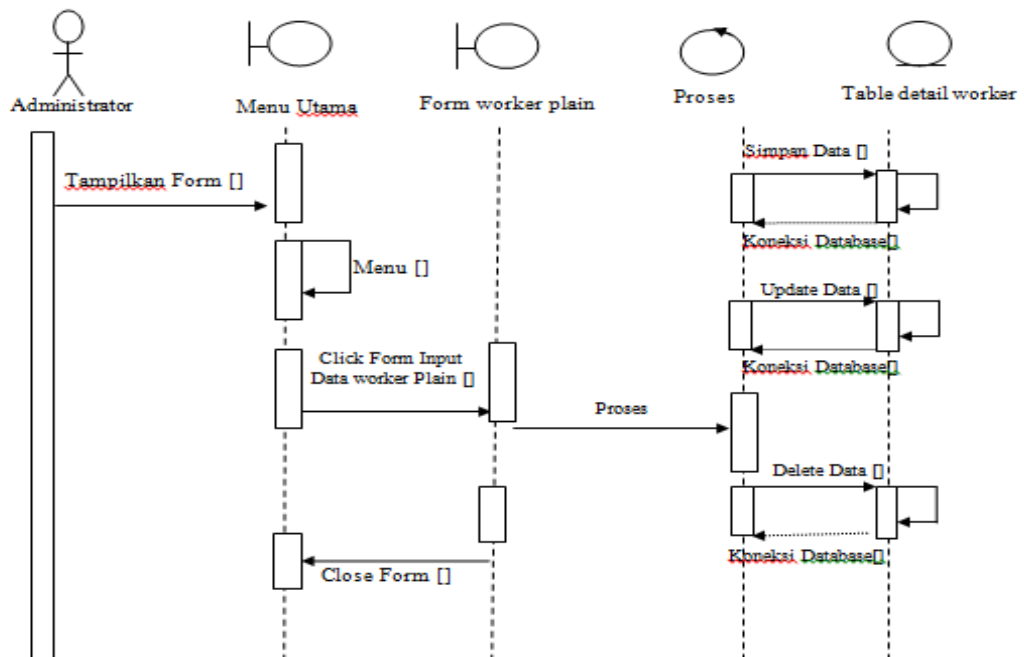 Administrator
Menu Utama
Form worker plain
Proses
Table detail worker
Simpan Data []
Tampilkan Form []
Koneksi Database[]
Menu []
Update Data []
Click Form Input
Data worker Plain []
Koneksi Database[]
Proses
Delete Data []
Koneksi Database[]
Close Form []